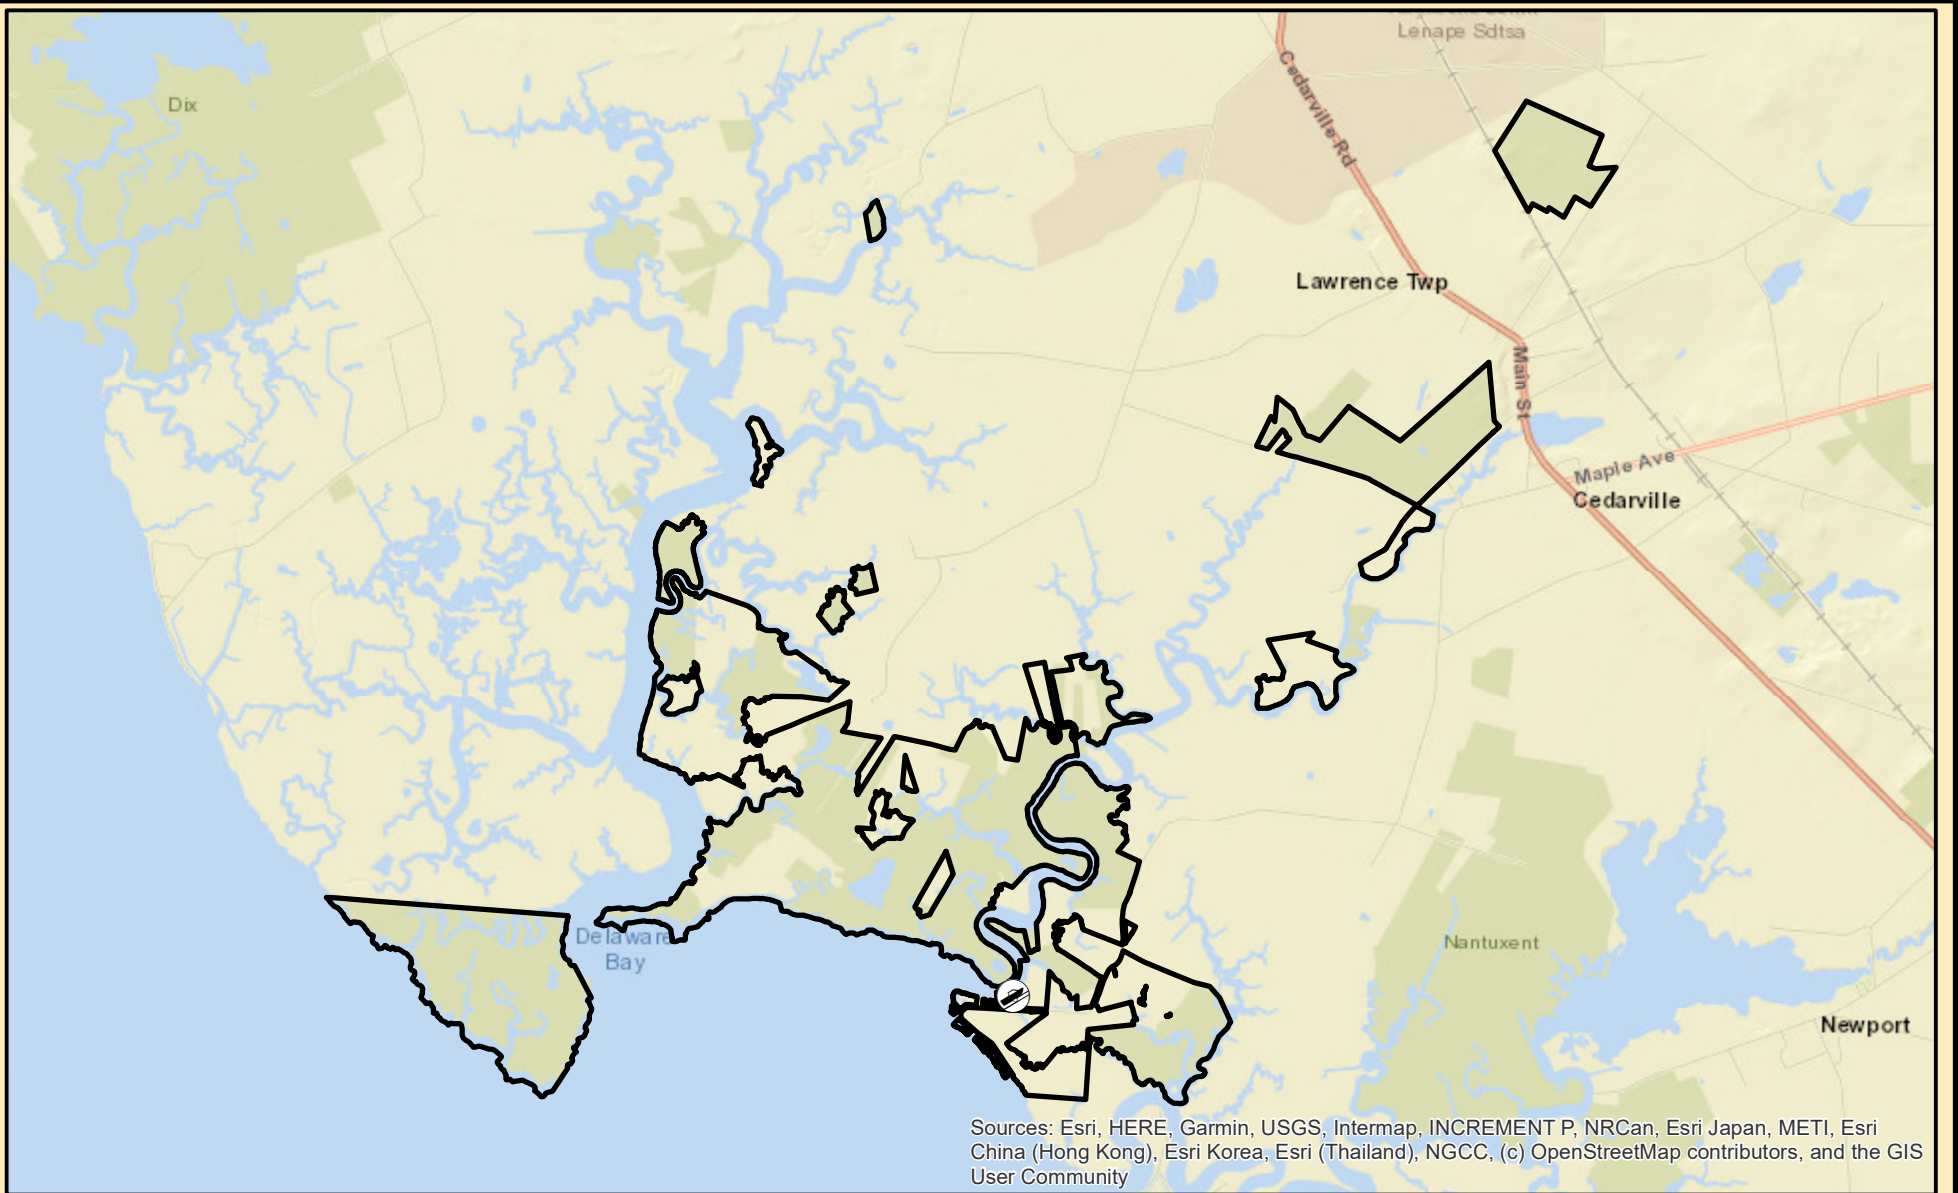 Lenape Sdtsa
Dix
Cedarville Rd
Lawrence Twp
Main St
Maple Ave
Cedarville
Delaware
Bay
Nantuxent
Newport
Sources: Esri, HERE, Garmin, USGS, Intermap, INCREMENT P, NRCan, Esri Japan, METI, Esri
China (Hong Kong), Esri Korea, Esri (Thailand), NGCC, (c) OpenStreetMap contributors, and the GIS
User Community